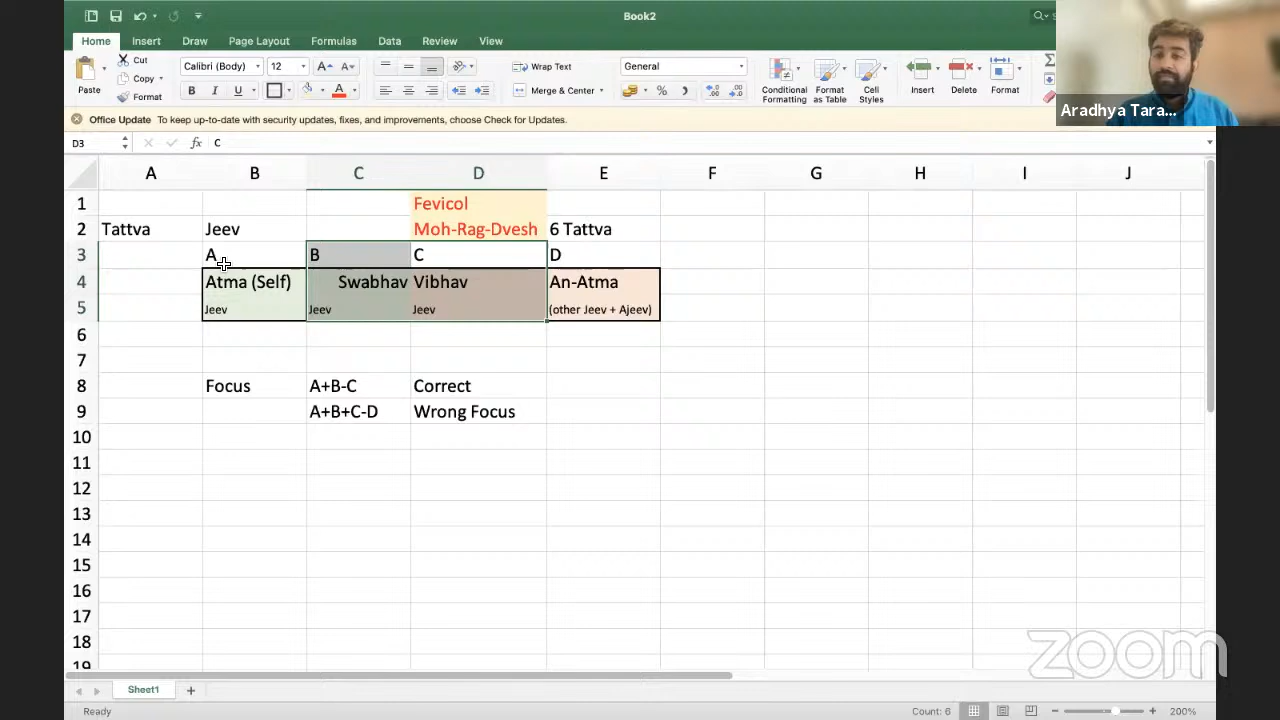 Book2
Home Insert Draw Page Layout Formulas Data Review View
Paste
Cut
Copy
Format
Calibri (Body) 12
B I U
Wrap Text
Merge & Center
General
Conditional Formatting
Format as Table
Cell Styles
Insert
Delete
Format
Aradhya Tara...
Office Update To keep up-to-date with security updates, fixes, and improvements, choose Check for Updates.
D3 fx C
A B C D E F G H I J
1 Fevicol
2 Tattva Jeev Moh-Rag-Dvesh 6 Tattva
3 A B C D
4 Atma (Self) Swabhav Vibhav An-Atma
5 Jeev Jeev Jeev (other Jeev + Ajeev)
6
7
8 Focus A+B-C Correct
9 A+B+C-D Wrong Focus
10
11
12
13
14
15
16
17
18
19
zoom
Sheet1 +
Ready Count: 6 200%